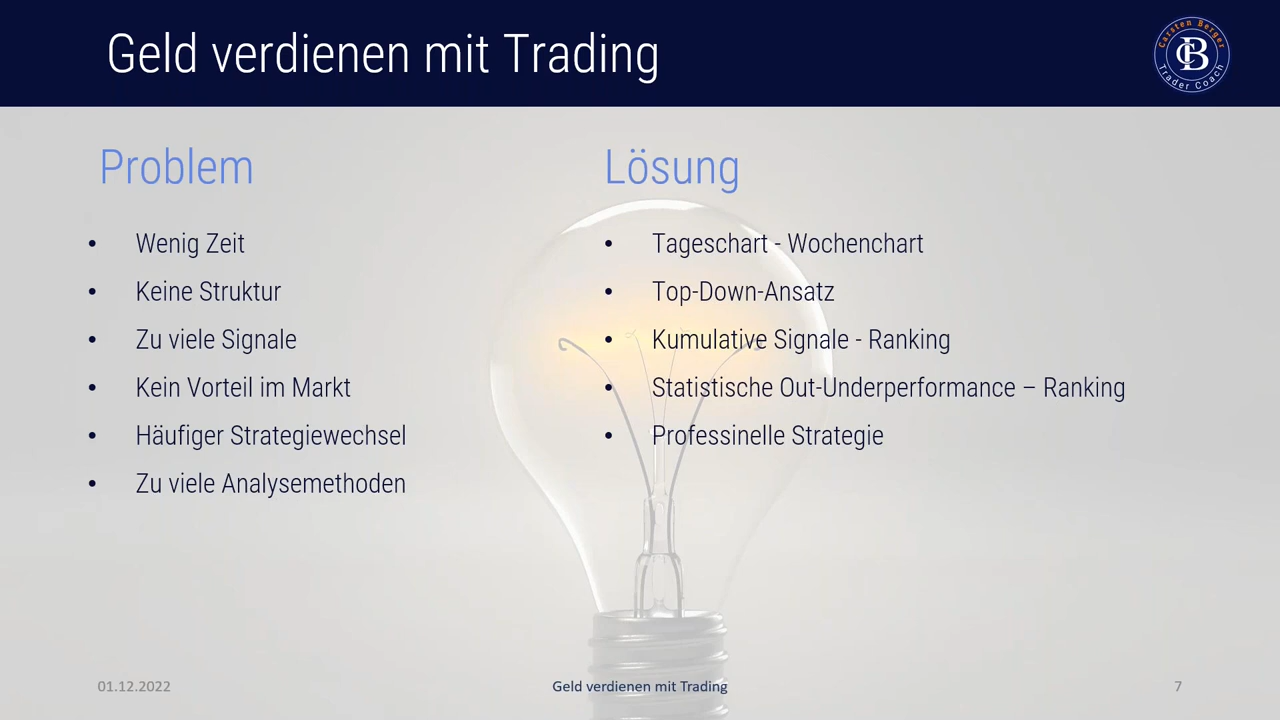 Geld verdienen mit Trading
Carsten Berger
CB
Trader Coach
Problem
• Wenig Zeit
• Keine Struktur
• Zu viele Signale
• Kein Vorteil im Markt
• Häufiger Strategiewechsel
• Zu viele Analysemethoden
Lösung
• Tageschart - Wochenchart
• Top-Down-Ansatz
• Kumulative Signale - Ranking
• Statistische Out-Underperformance – Ranking
• Professinelle Strategie
01.12.2022
Geld verdienen mit Trading
7